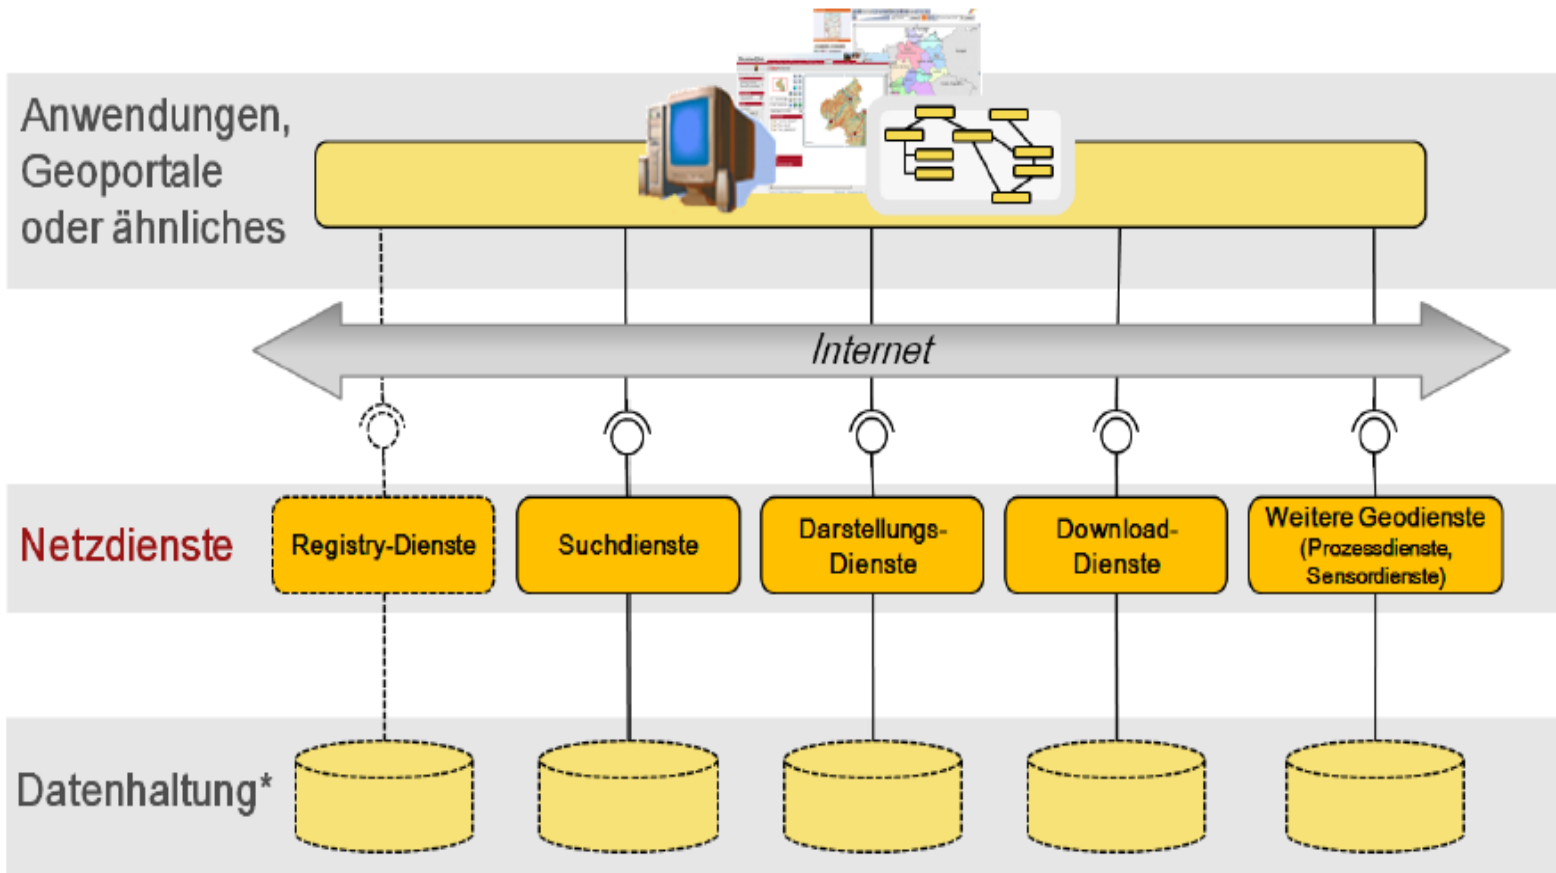 Anwendungen,
Geoportale
oder ähnliches
Internet
Netzdienste
Registry-Dienste
Suchdienste
Darstellungs-
Dienste
Download-
Dienste
Weitere Geodienste
(Prozessdienste,
Sensordienste)
Datenhaltung*